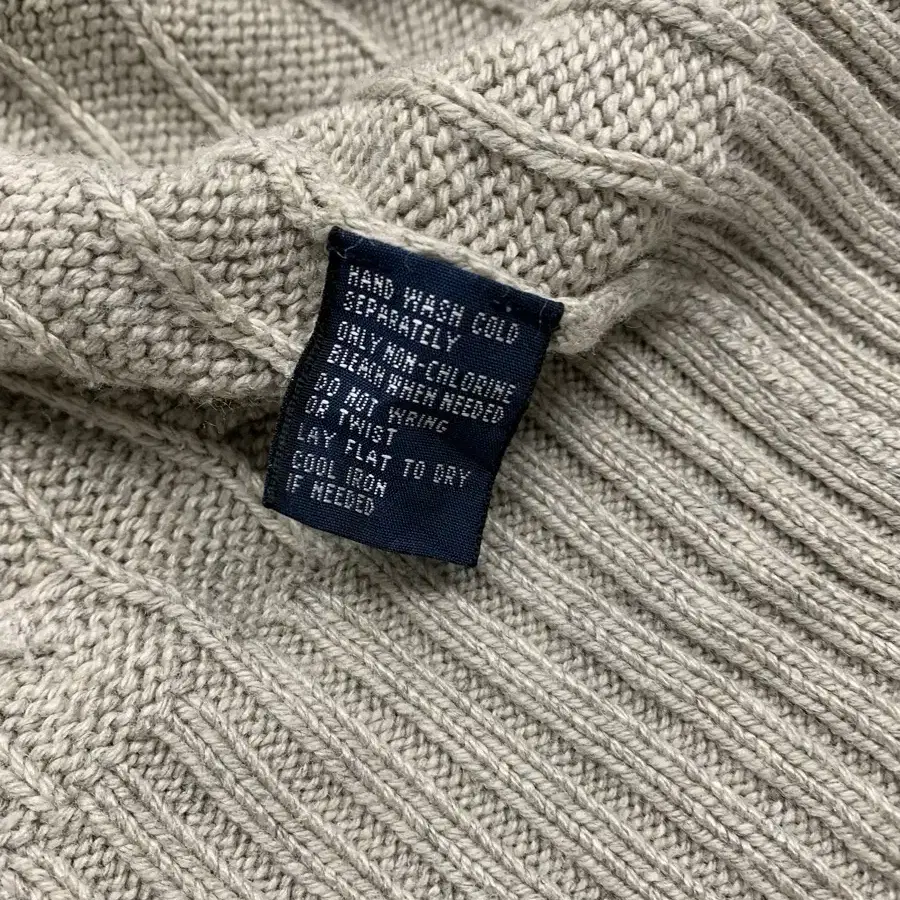 HAND WASH COLD
SEPARATELY
ONLY NON-CHLORINE
BLEACH WHEN NEEDED
DO NOT WRING
OR TWIST
LAY FLAT TO DRY
COOL IRON
IF NEEDED